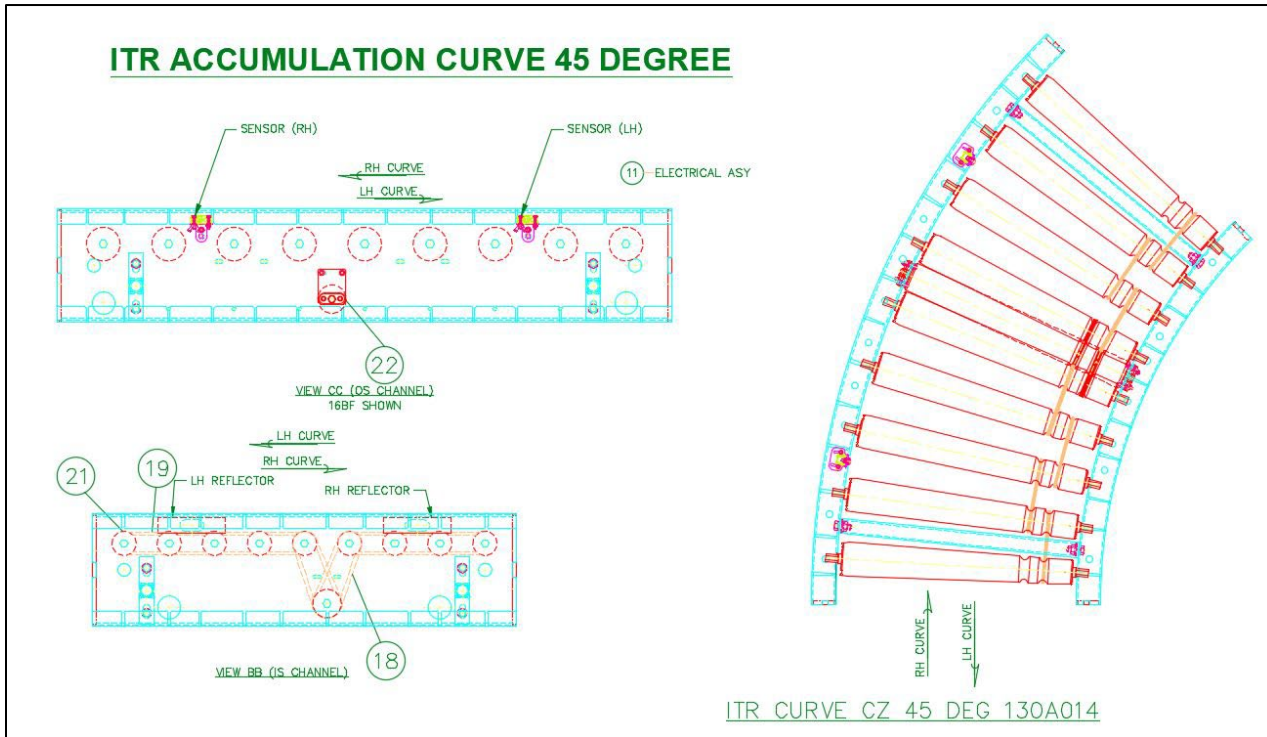 ITR ACCUMULATION CURVE 45 DEGREE
SENSOR (RH)
SENSOR (LH)
RH CURVE
LH CURVE
11 ELECTRICAL ASY
22
VIEW CC (OS CHANNEL)
16BF SHOWN
LH CURVE
RH CURVE
21
19
LH REFLECTOR
RH REFLECTOR
18
VIEW BB (IS CHANNEL)
RH CURVE
LH CURVE
ITR CURVE CZ 45 DEG 130A014